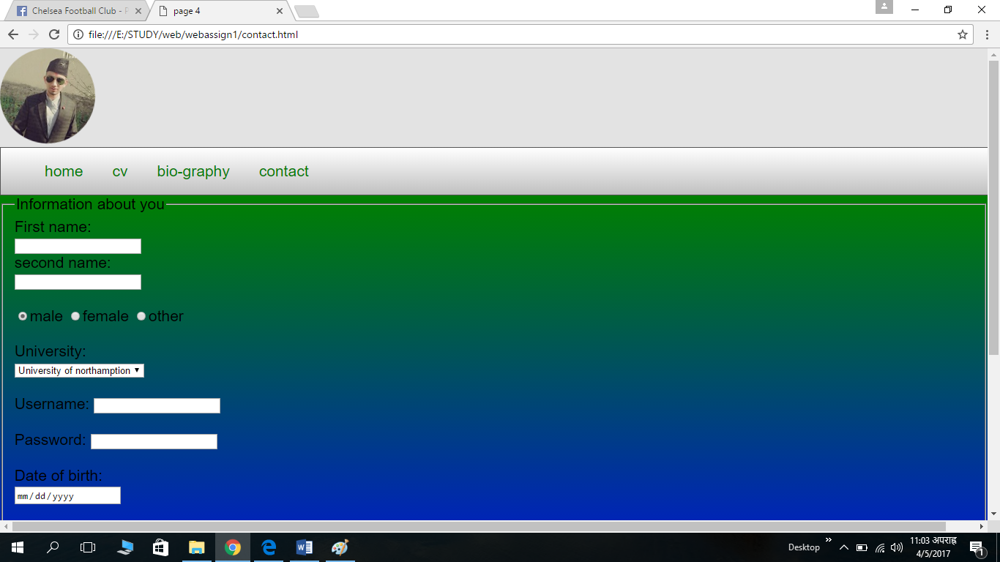 Chelsea Football Club - P
page 4
file:///E:/STUDY/web/webassign1/contact.html
home cv bio-graphy contact
Information about you
First name:
second name:
male female other
University:
University of northamption
Username:
Password:
Date of birth:
mm/dd/yyyy
Desktop
11:03 अपराह्न
4/5/2017
1